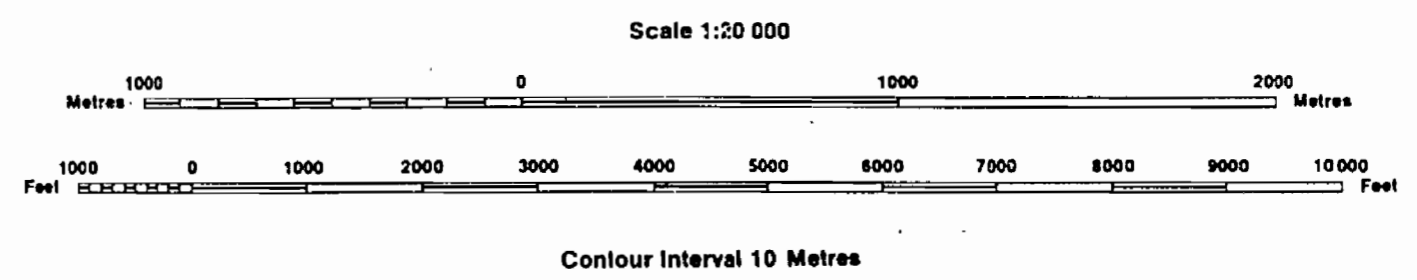 Scale 1:20 000
1000 0 1000 2000
Metres Metres
1000 0 1000 2000 3000 4000 5000 6000 7000 8000 9000 10 000
Feet Feet
Contour Interval 10 Metres